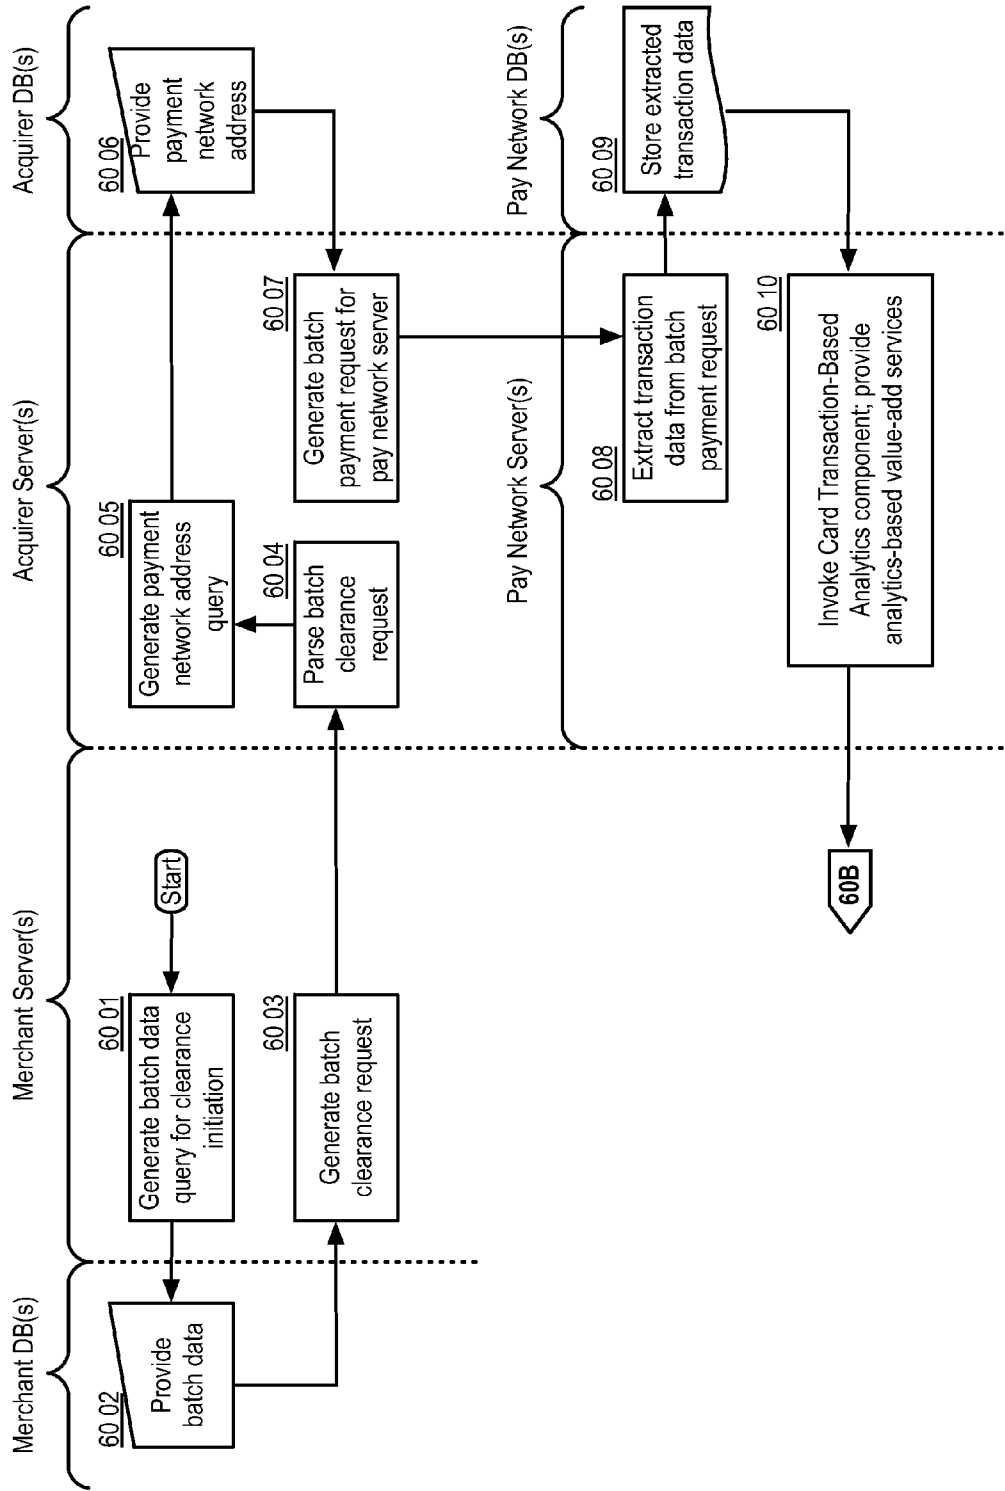 Merchant DB(s)
Merchant Server(s)
Acquirer Server(s)
Acquirer DB(s)
60 02
Provide
batch data
60 01
Generate batch data
query for clearance
initiation
Start
60 03
Generate batch
clearance request
60 05
Generate payment
network address
query
60 04
Parse batch
clearance
request
60 06
Provide
payment
network
address
60 07
Generate batch
payment request for
pay network server
Pay Network Server(s)
Pay Network DB(s)
60 08
Extract transaction
data from batch
payment request
60 09
Store extracted
transaction data
60 10
Invoke Card Transaction-Based
Analytics component; provide
analytics-based value-add services
60B